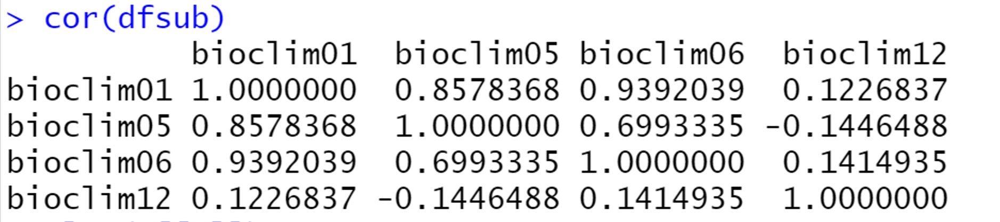 > cor(dfsub)
bioclim01 bioclim05 bioclim06 bioclim12
bioclim01 1.0000000 0.8578368 0.9392039 0.1226837
bioclim05 0.8578368 1.0000000 0.6993335 -0.1446488
bioclim06 0.9392039 0.6993335 1.0000000 0.1414935
bioclim12 0.1226837 -0.1446488 0.1414935 1.0000000